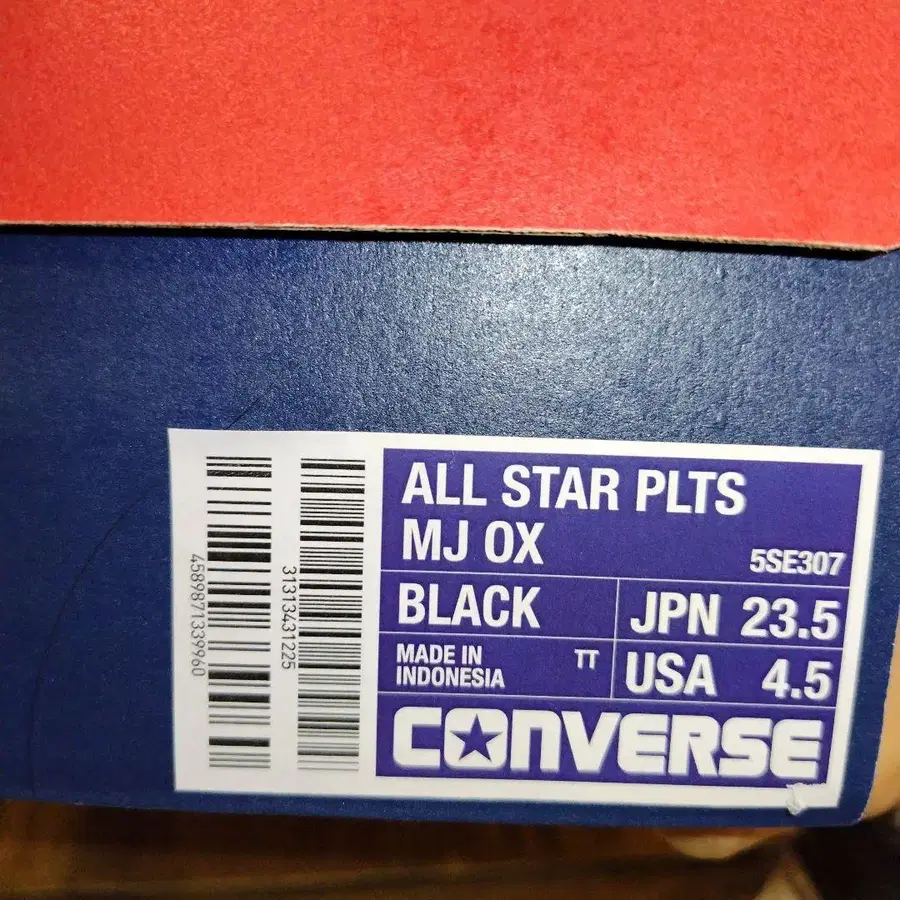 4589871339960
31313431225
ALL STAR PLTS
MJ OX
5SE307
BLACK
JPN 23.5
MADE IN
INDONESIA
TT
USA 4.5
CONVERSE